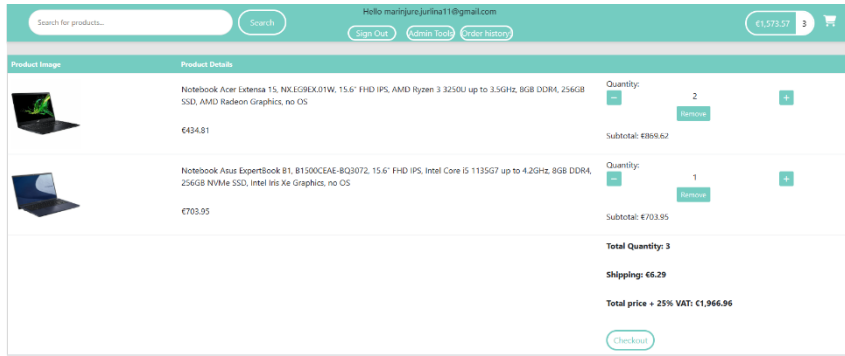 Search for products...
Search
Hello marinjure.jurlina11@gmail.com
Sign Out
Admin Tools
Order history
€1,573.57 3
Product Image Product Details
Notebook Acer Extensa 15, NX.EG9EX.01W, 15.6" FHD IPS, AMD Ryzen 3 3250U up to 3.5GHz, 8GB DDR4, 256GB
SSD, AMD Radeon Graphics, no OS
€434.81
Quantity:
- 2 +
Remove
Subtotal: €869.62
Notebook Asus ExpertBook B1, B1500CEAE-BQ3072, 15.6" FHD IPS, Intel Core i5 1135G7 up to 4.2GHz, 8GB DDR4,
256GB NVMe SSD, Intel Iris Xe Graphics, no OS
€703.95
Quantity:
- 1 +
Remove
Subtotal: €703.95
Total Quantity: 3
Shipping: €6.29
Total price + 25% VAT: €1,966.96
Checkout